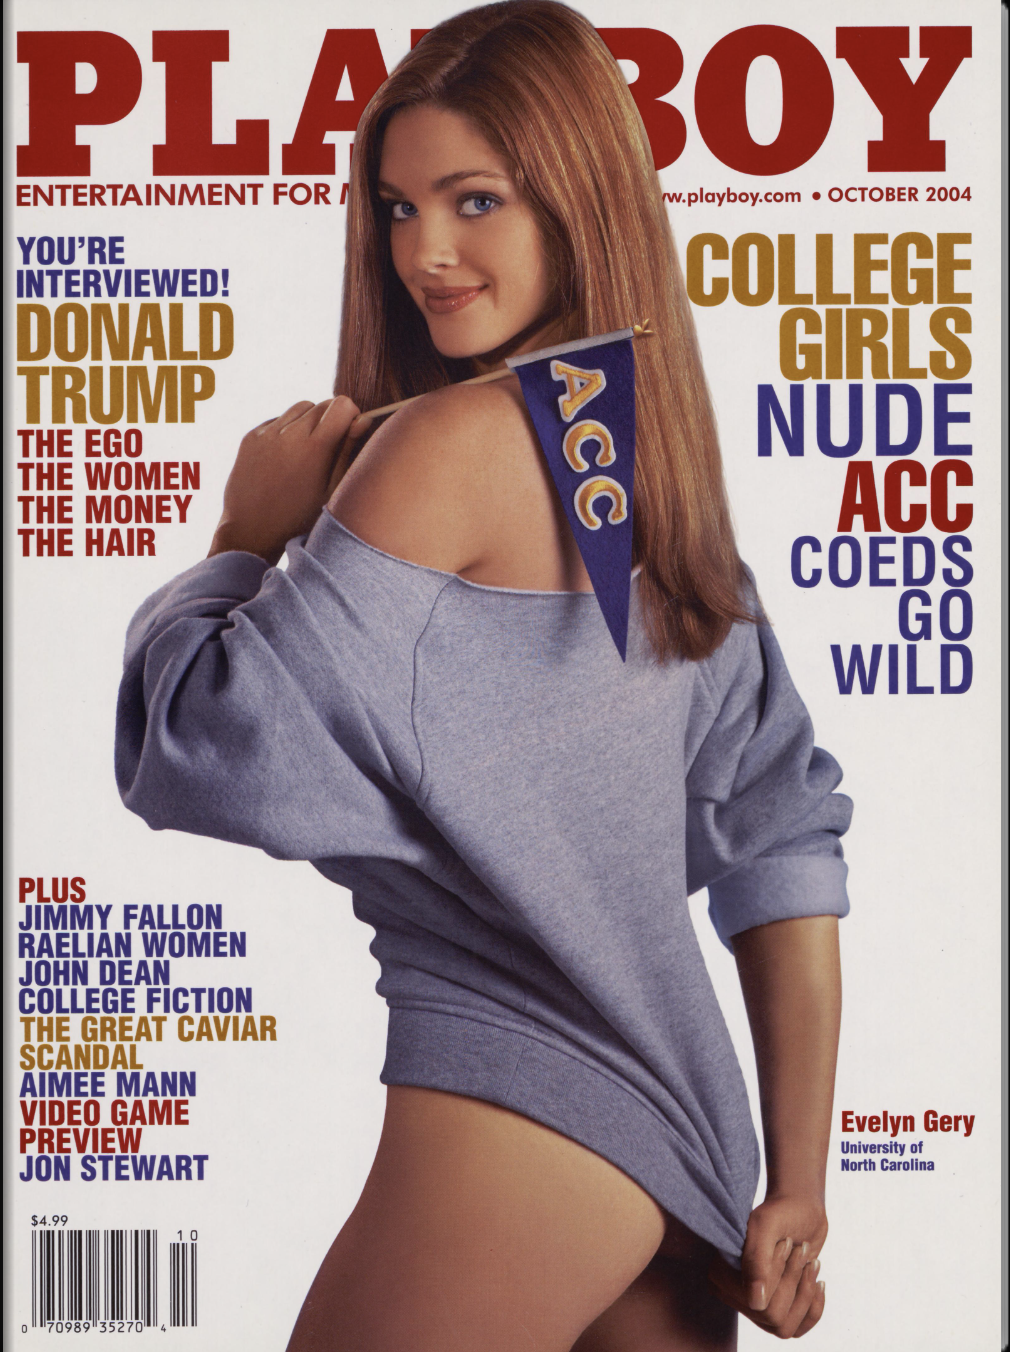 PLAYBOY
ENTERTAINMENT FOR
www.playboy.com • OCTOBER 2004
YOU'RE
INTERVIEWED!
DONALD
TRUMP
THE EGO
THE WOMEN
THE MONEY
THE HAIR
COLLEGE
GIRLS
NUDE
ACC
COEDS
GO
WILD
ACC
PLUS
JIMMY FALLON
RAELIAN WOMEN
JOHN DEAN
COLLEGE FICTION
THE GREAT CAVIAR
SCANDAL
AIMEE MANN
VIDEO GAME
PREVIEW
JON STEWART
Evelyn Gery
University of
North Carolina
$4.99
10
0 70989 35270 4